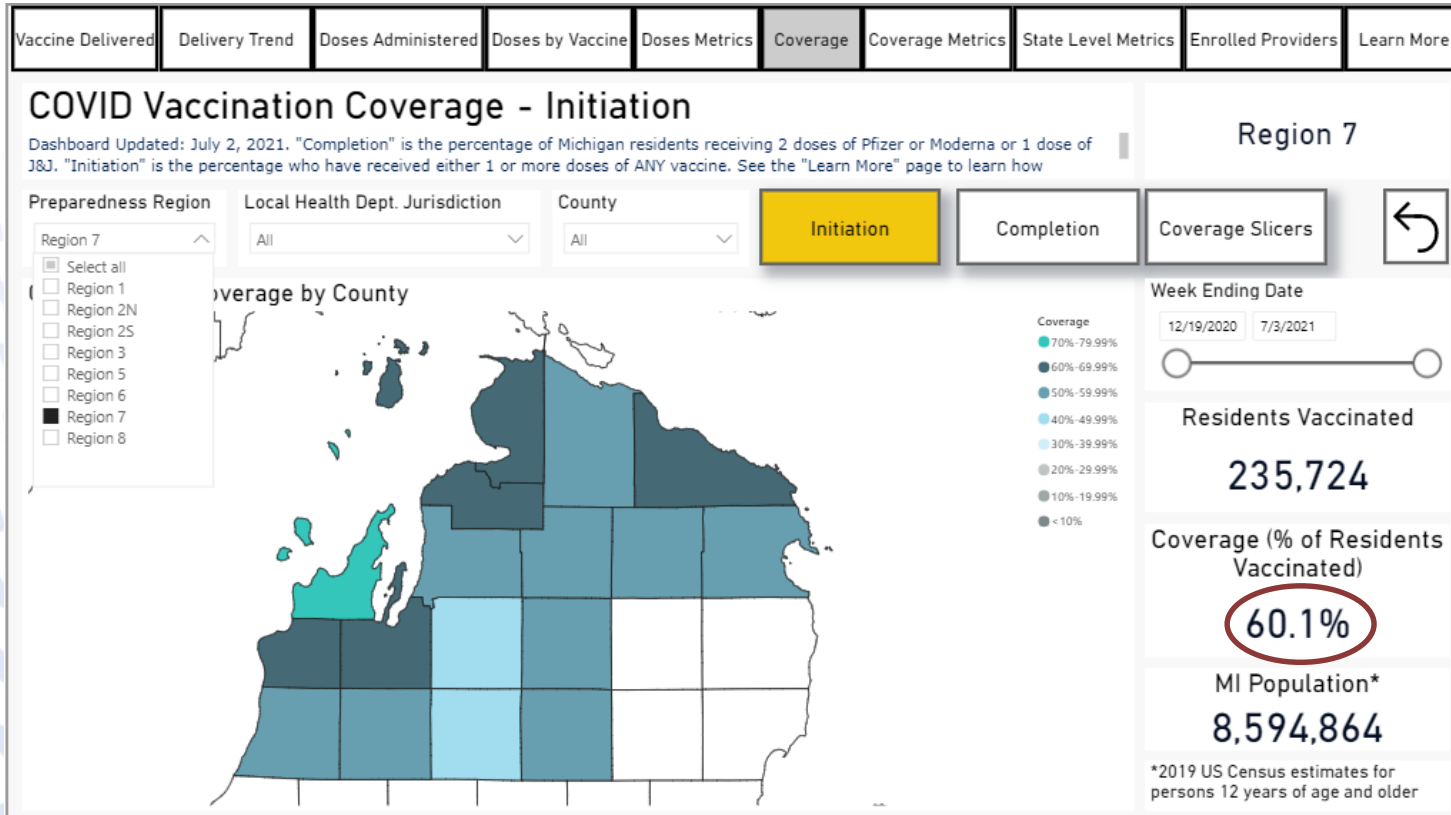 Vaccine Delivered
Delivery Trend
Doses Administered
Doses by Vaccine
Doses Metrics
Coverage
Coverage Metrics
State Level Metrics
Enrolled Providers
Learn More
COVID Vaccination Coverage - Initiation
Dashboard Updated: July 2, 2021. "Completion" is the percentage of Michigan residents receiving 2 doses of Pfizer or Moderna or 1 dose of
J&J. "Initiation" is the percentage who have received either 1 or more doses of ANY vaccine. See the "Learn More" page to learn how
Region 7
Preparedness Region
Local Health Dept. Jurisdiction
County
Region 7
All
All
Initiation
Completion
Coverage Slicers
Select all
Region 1
Region 2N
Region 2S
Region 3
Region 5
Region 6
Region 7
Region 8
overage by County
Coverage
70%-79.99%
60%-69.99%
50%-59.99%
40%-49.99%
30%-39.99%
20%-29.99%
10%-19.99%
<10%
Week Ending Date
12/19/2020
7/3/2021
Residents Vaccinated
235,724
Coverage (% of Residents
Vaccinated)
60.1%
MI Population*
8,594,864
*2019 US Census estimates for
persons 12 years of age and older